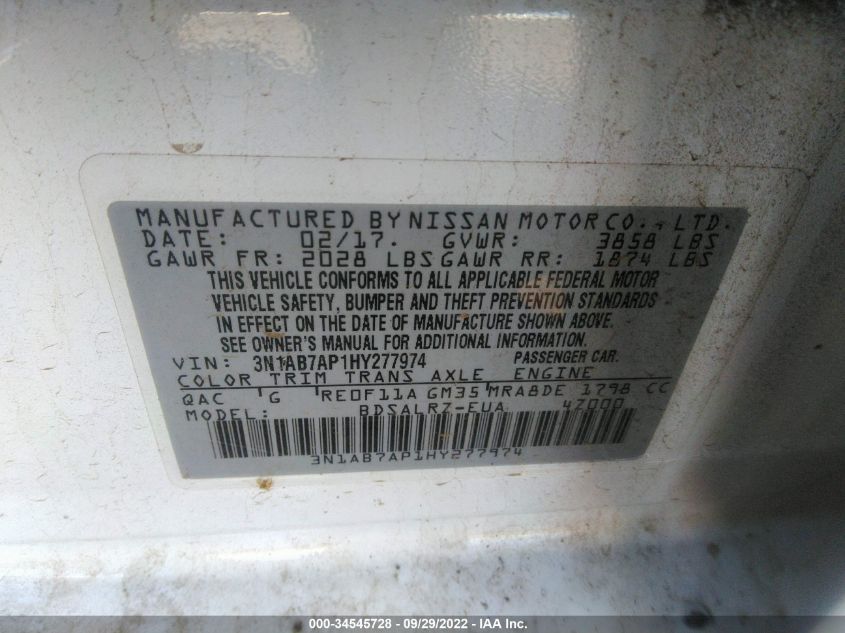 MANUFACTURED BY NISSAN MOTOR CO., LTD.
DATE: 02/17. GVWR: 3858 LBS
GAWR FR: 2028 LBS GAWR RR: 1874 LBS
THIS VEHICLE CONFORMS TO ALL APPLICABLE FEDERAL MOTOR
VEHICLE SAFETY, BUMPER AND THEFT PREVENTION STANDARDS
IN EFFECT ON THE DATE OF MANUFACTURE SHOWN ABOVE.
SEE OWNER'S MANUAL FOR ADDITIONAL INFORMATION.
VIN: 3N1AB7AP1HY277974 PASSENGER CAR.
COLOR TRIM TRANS AXLE ENGINE
QAC G RE0F11A GM35 MRA8DE 1798 CC
MODEL: BDSALRZ-EUA 47000
3N1AB7AP1HY277974
000-34545728 - 09/29/2022 - IAA Inc.